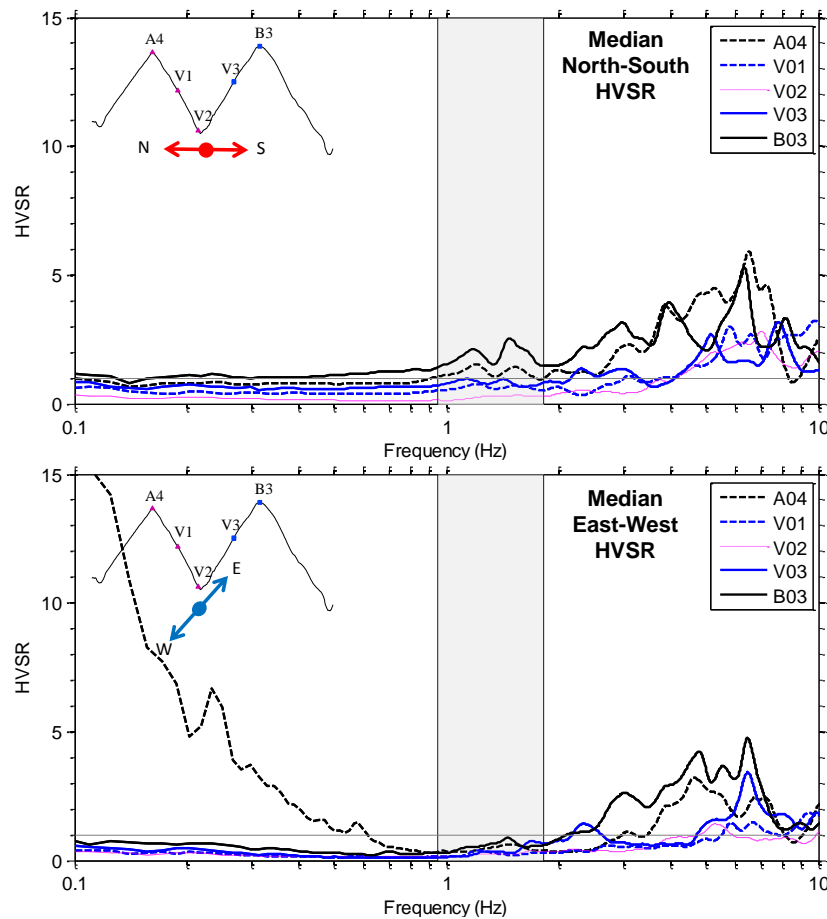 15
10
5
0
HVSR
A4
B3
V1
V3
V2
N
S
Median
North-South
HVSR
A04
V01
V02
V03
B03
0.1
1
10
Frequency (Hz)
15
10
5
0
HVSR
A4
B3
V1
V3
V2
E
W
Median
East-West
HVSR
A04
V01
V02
V03
B03
0.1
1
10
Frequency (Hz)